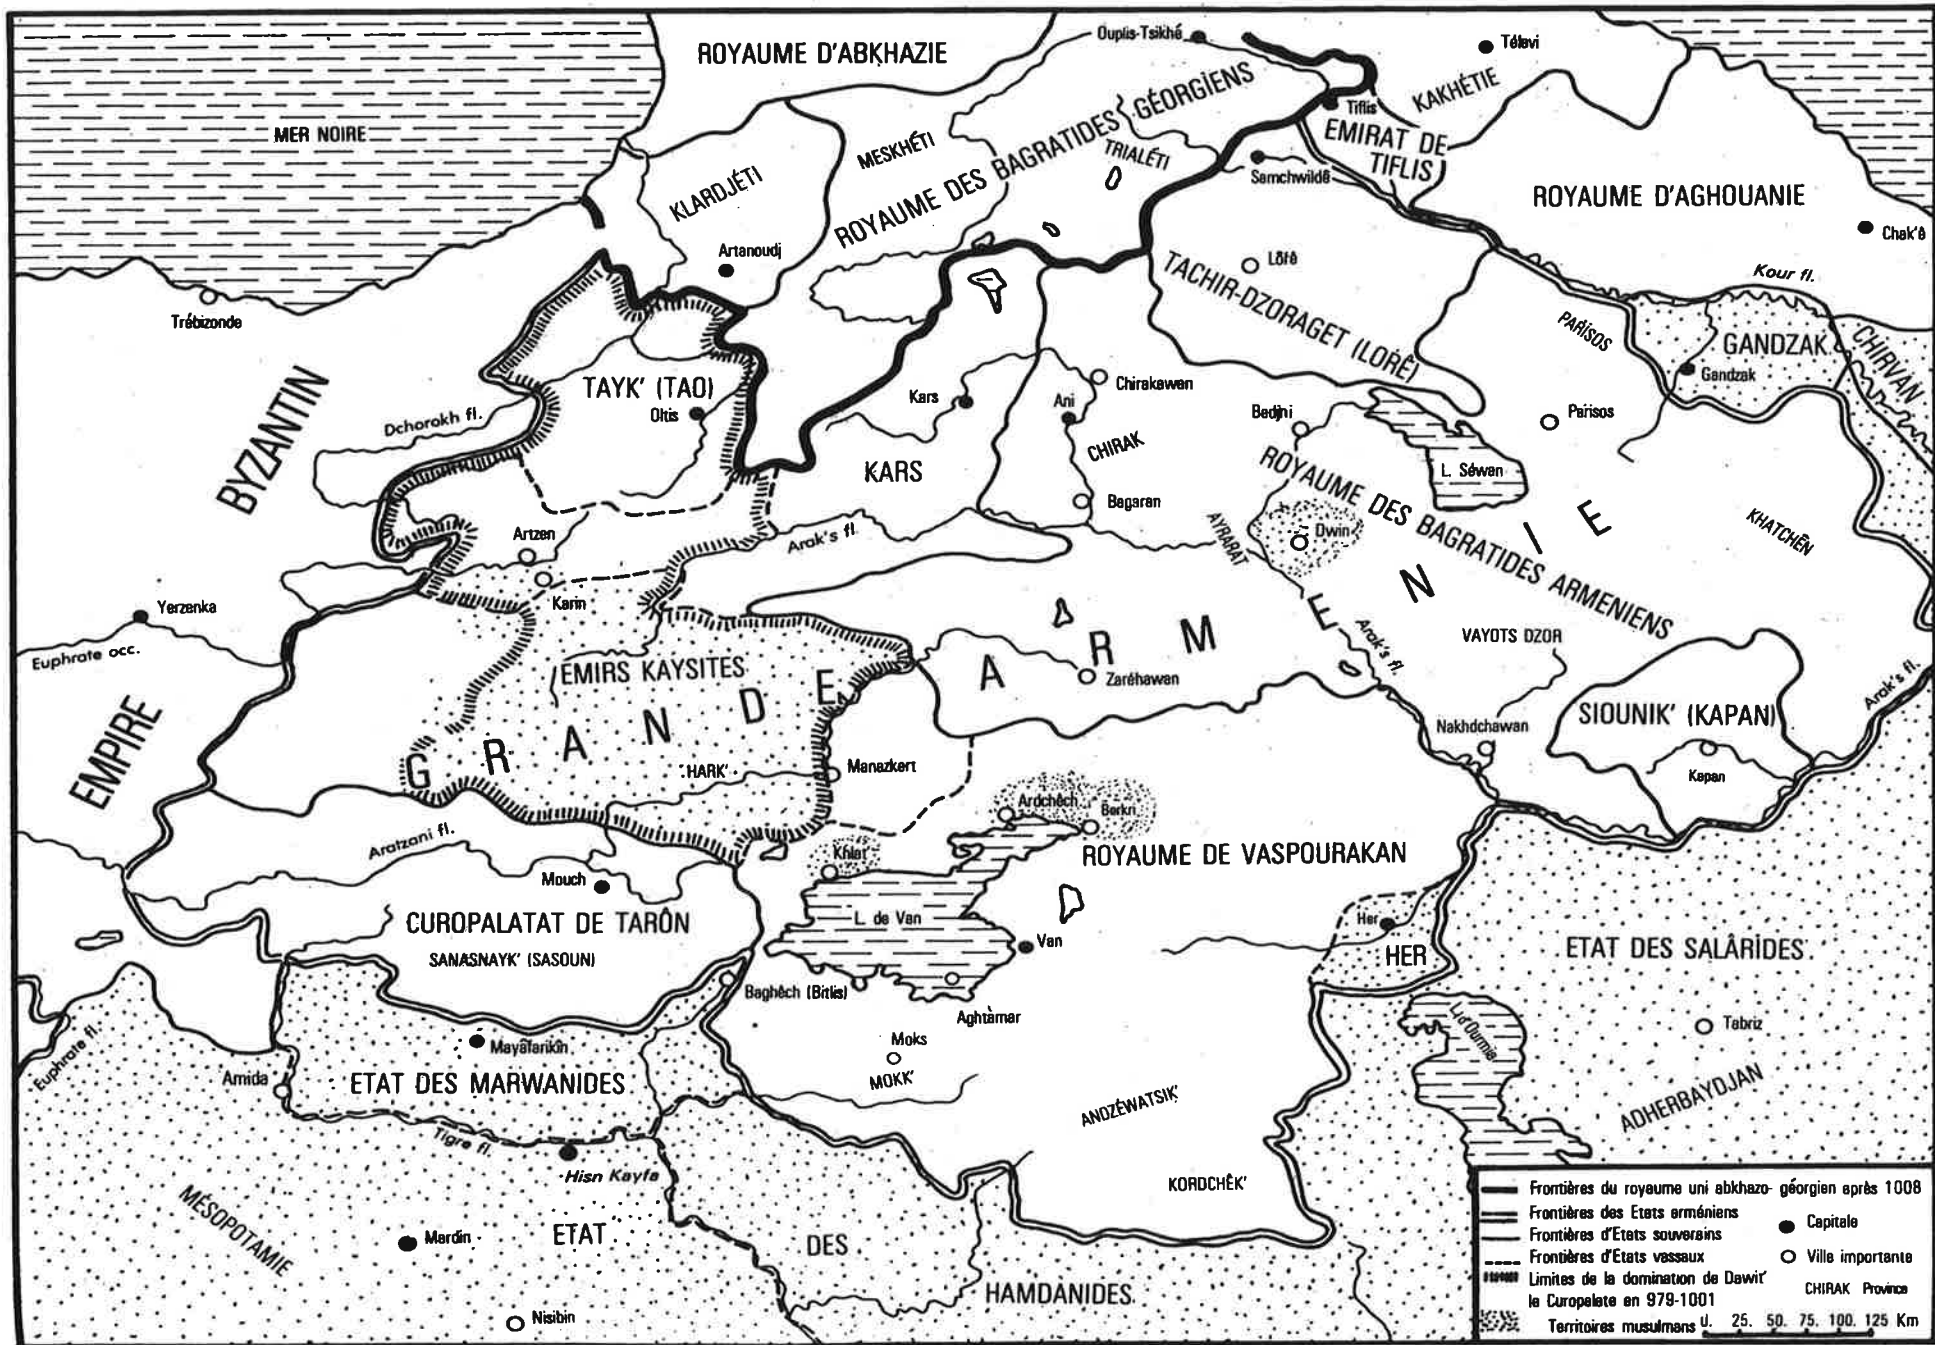 ROYAUME D'ABKHAZIE
Ouplis-Tsikhé
Télavi
MER NOIRE
KAKHÉTIE
Tiflis
EMIRAT DE
TIFLIS
MESKHÉTI
TRIALÉTI
ROYAUME DES BAGRATIDES GÉORGIENS
KLARDJÉTI
Samchwildê
ROYAUME D'AGHOUANIE
Chak'ê
Artanoudj
Lôŕê
Kour fl.
Trébizonde
TACHIR-DZORAGET (LORÊ)
PAŔISOS
GANDZAK
Gandzak
CHIRVAN
TAYK' (TAO)
Oltis
Kars
Ani
Chirakawan
Dchorokh fl.
Bedjni
Paŕisos
BYZANTIN
KARS
CHIRAK
L. Séwan
Bagaran
ROYAUME DES BAGRATIDES ARMENIENS
KHATCHÊN
Artzen
Arak's fl.
AYRARAT
Dwin
Karin
Yerzenka
Euphrate occ.
EMPIRE
EMIRS KAYSITES
GRANDE ARMENIE
Zaréhawan
Arak's fl.
VAYOTS DZOR
Arak's fl.
SIOUNIK' (KAPAN)
Nakhdchawan
Kapan
HARK'
Manazkert
Ardchêch
Berkri
Aratzani fl.
Khlat
ROYAUME DE VASPOURAKAN
Mouch
CUROPALATAT DE TARÔN
SANASNAYK' (SASOUN)
L. de Van
Van
Her
HER
ETAT DES SALÂRIDES
Baghêch (Bitlis)
Aghtamar
L. d'Ourmia
Tabriz
Euphrate fl.
Mayâfarikîn
Moks
MOKK'
Amida
ETAT DES MARWANIDES
ANDZÉWATSIK'
ADHERBAYDJAN
Tigre fl.
Hisn Kayfa
KORDCHÊK'
MÉSOPOTAMIE
Mardin
ETAT
DES
HAMDANIDES
Nisibin
Frontières du royaume uni abkhazo- géorgien après 1008
Frontières des Etats arméniens
Frontières d'Etats souverains
Frontières d'Etats vassaux
Limites de la domination de Dawit'
le Curopalate en 979-1001
Territoires musulmans
Capitale
Ville importante
CHIRAK Province
0. 25. 50. 75. 100. 125 Km